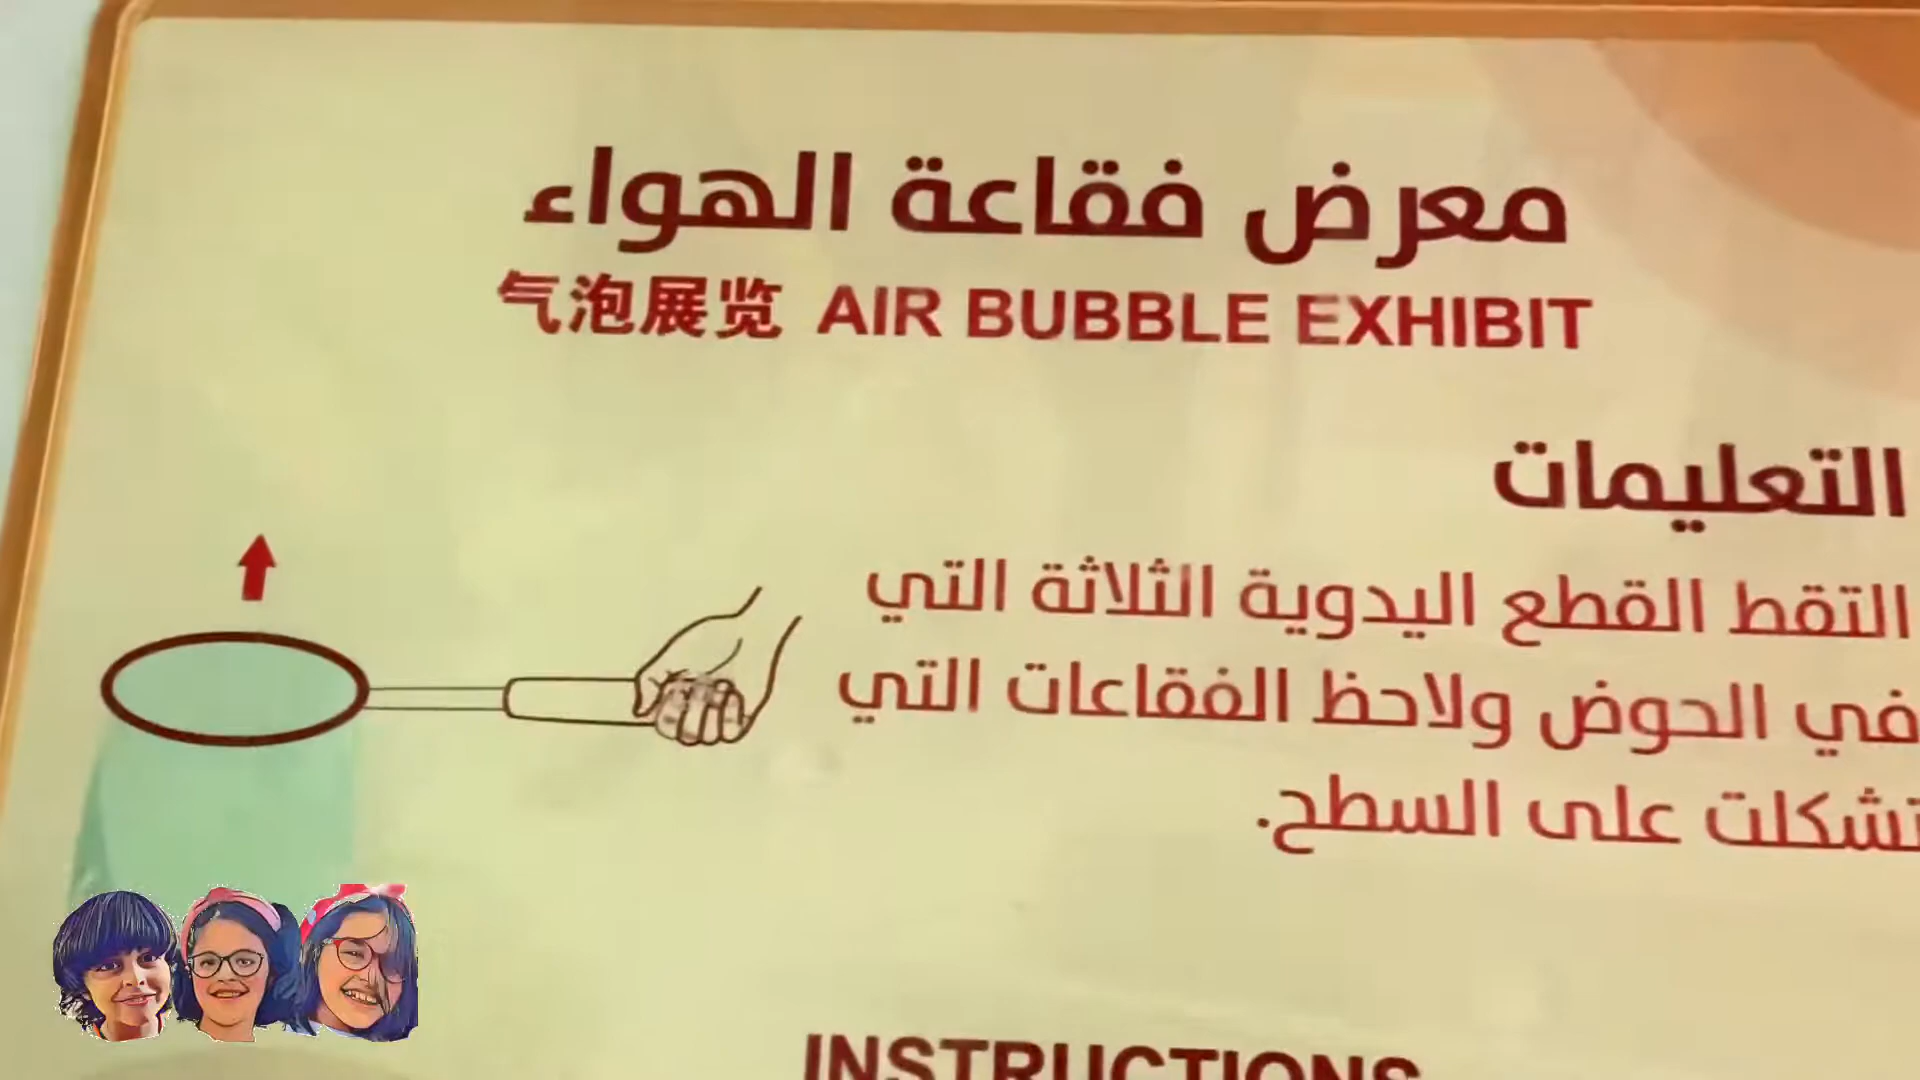 معرض فقاعة الهواء
气泡展览 AIR BUBBLE EXHIBIT
التعليمات
التقط القطع اليدوية الثلاثة التي
في الحوض ولاحظ الفقاعات التي
تشكلت على السطح.
INSTRUCTIONS